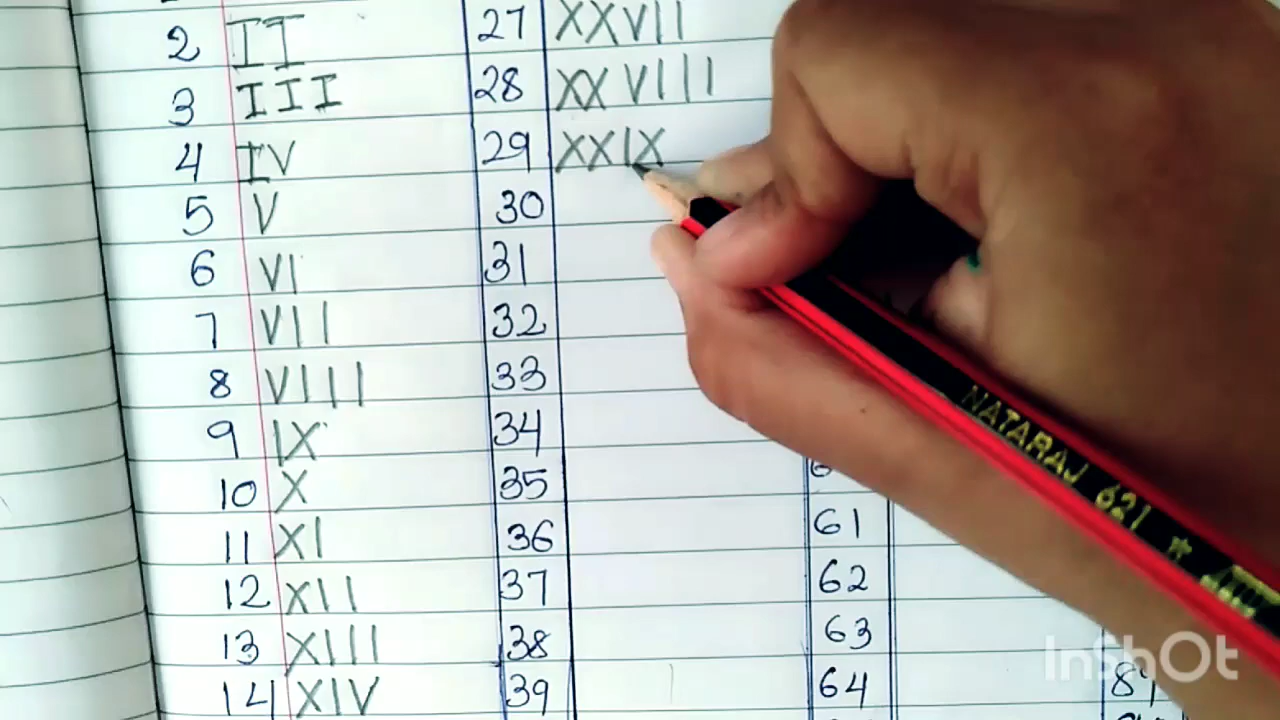 2 II 27 XXVII
3 III 28 XXVIII
4 IV 29 XXIX
5 V 30
6 VI 31
7 VII 32
8 VIII 33
9 IX 34
10 X 35
11 XI 36 61
12 XII 37 62
13 XIII 38 63
14 XIV 39 64
NATARAJ 621
InShOt